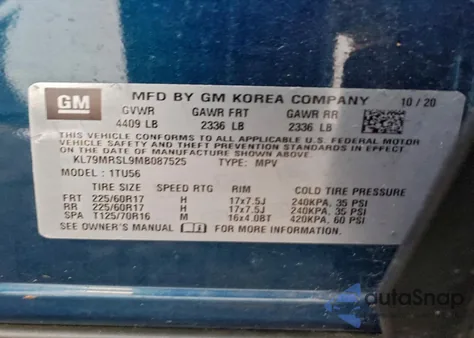 GM
MFD BY GM KOREA COMPANY 10/20
GVWR GAWR FRT GAWR RR
4409 LB 2336 LB 2336 LB
THIS VEHICLE CONFORMS TO ALL APPLICABLE U.S. FEDERAL MOTOR
VEHICLE SAFETY, BUMPER, AND THEFT PREVENTION STANDARDS IN
EFFECT ON THE DATE OF MANUFACTURE SHOWN ABOVE.
KL79MRSL9MB087525 TYPE: MPV
MODEL : 1TU56
TIRE SIZE SPEED RTG RIM COLD TIRE PRESSURE
FRT 225/60R17 H 17x7.5J 240KPA, 35 PSI
RR 225/60R17 H 17x7.5J 240KPA, 35 PSI
SPA T125/70R16 M 16x4.0BT 420KPA, 60 PSI
SEE OWNER'S MANUAL FOR MORE INFORMATION
autoSnap